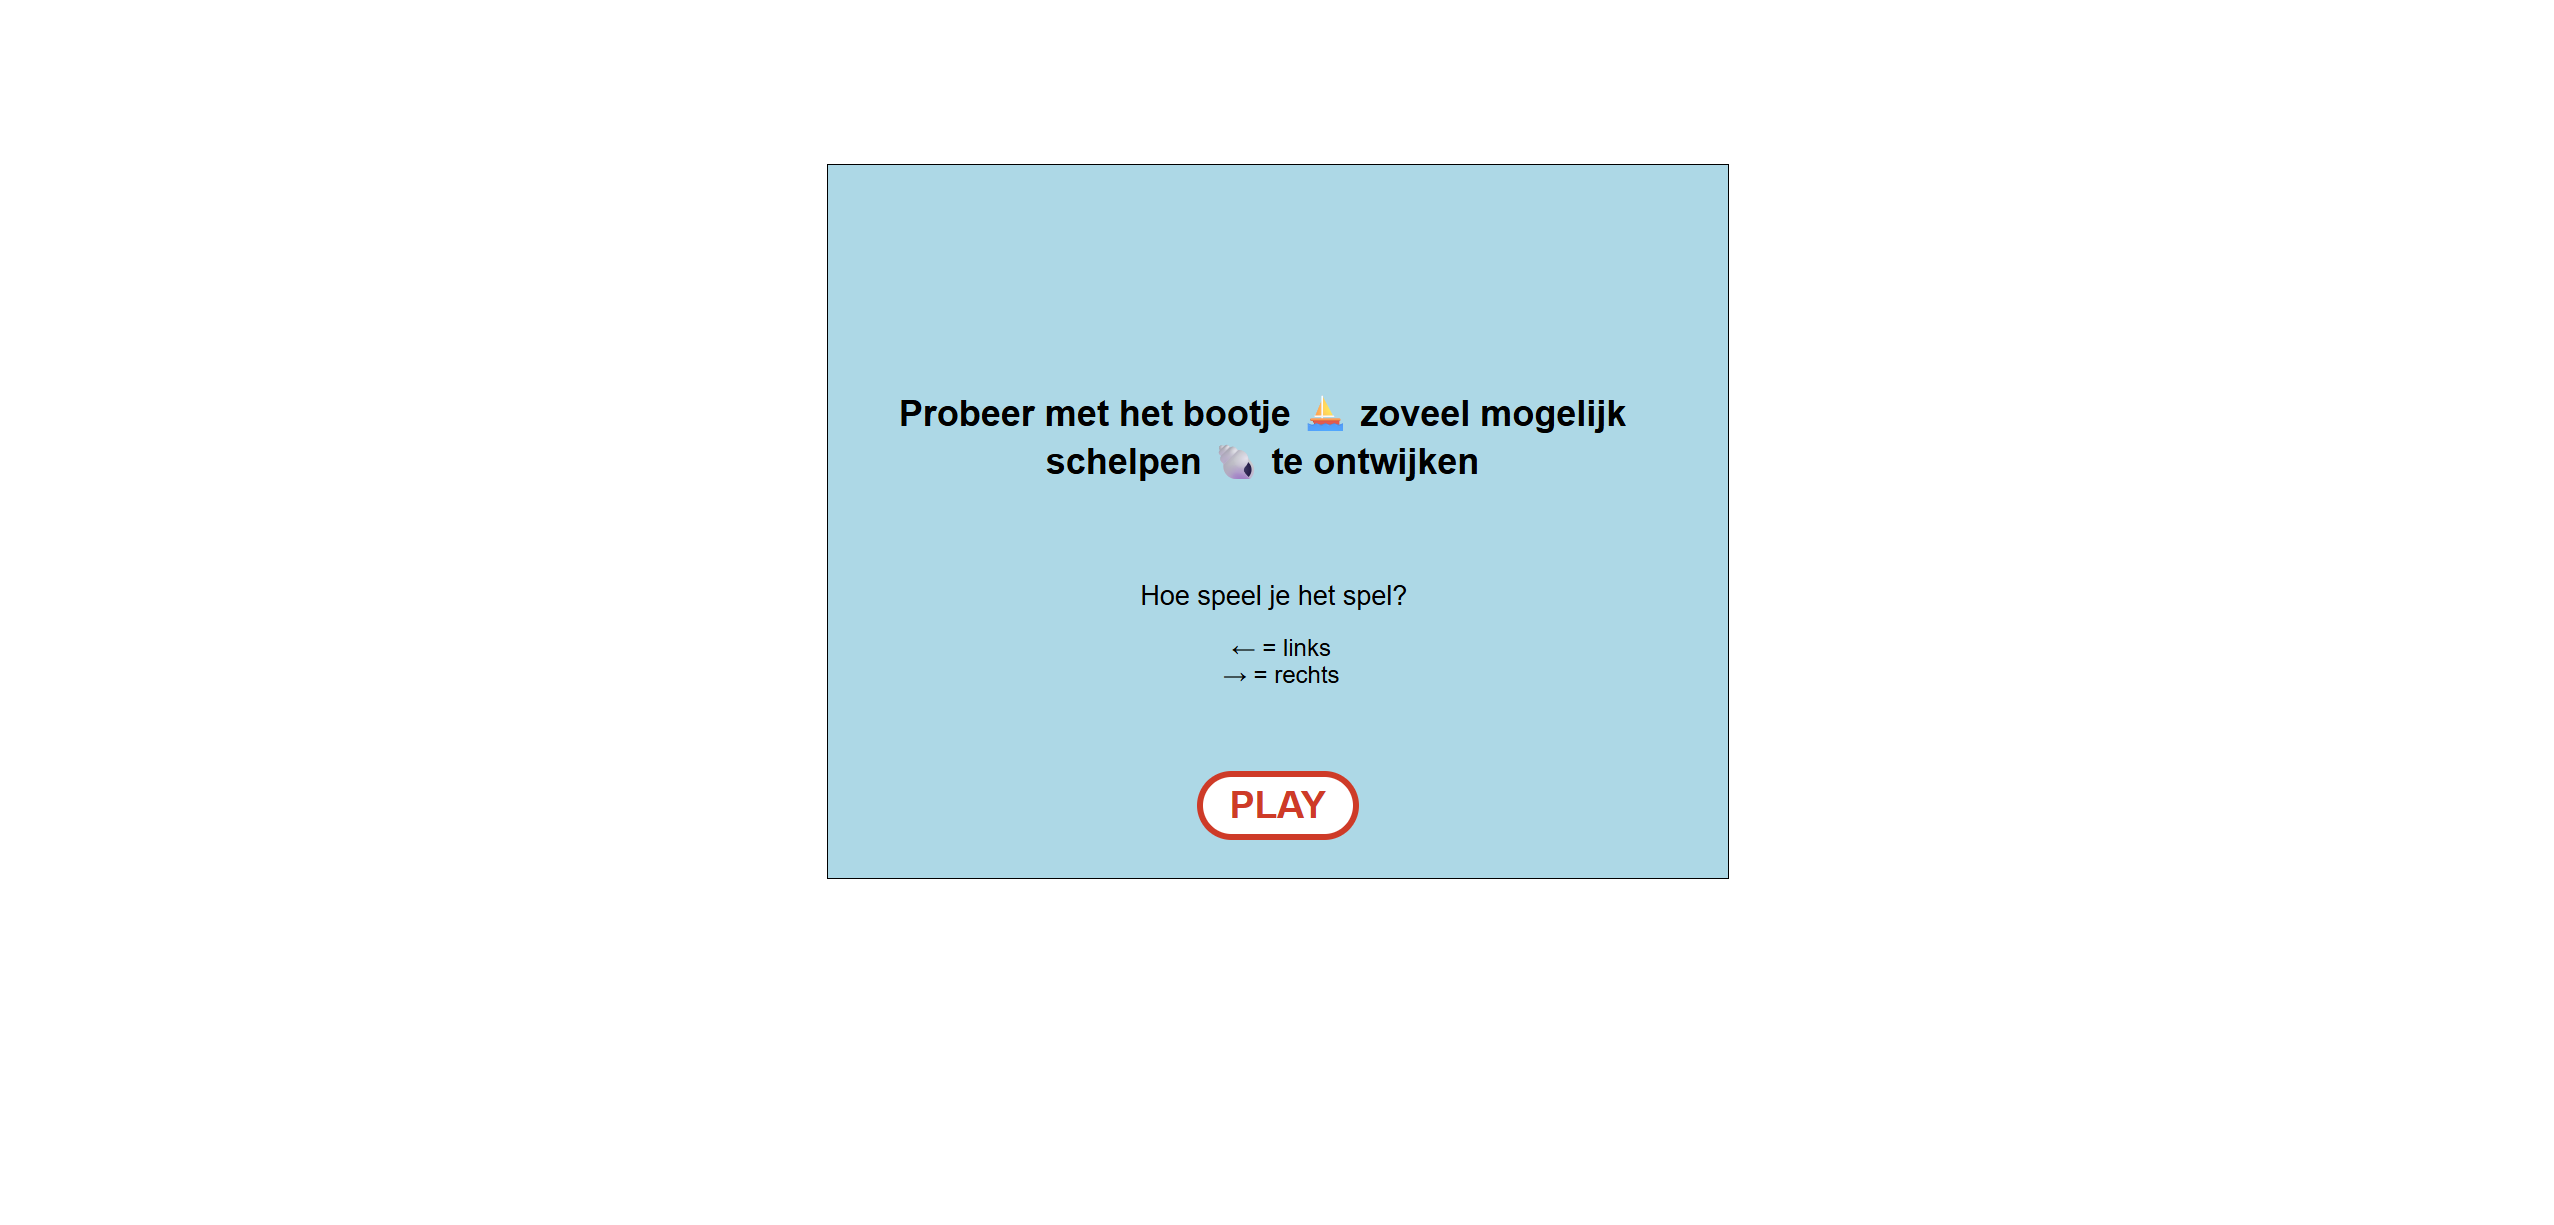 Probeer met het bootje ⛵ zoveel mogelijk
schelpen 🐚 te ontwijken
Hoe speel je het spel?
← = links
→ = rechts
PLAY